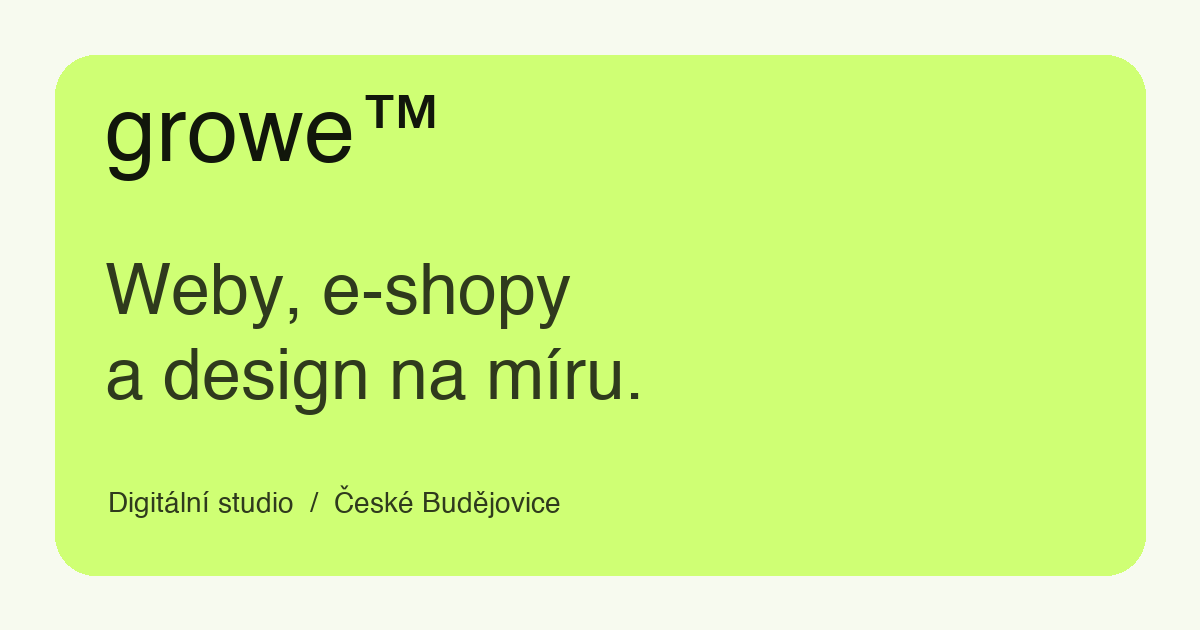 growe™
Weby, e-shopy
a design na míru.
Digitální studio / České Budějovice